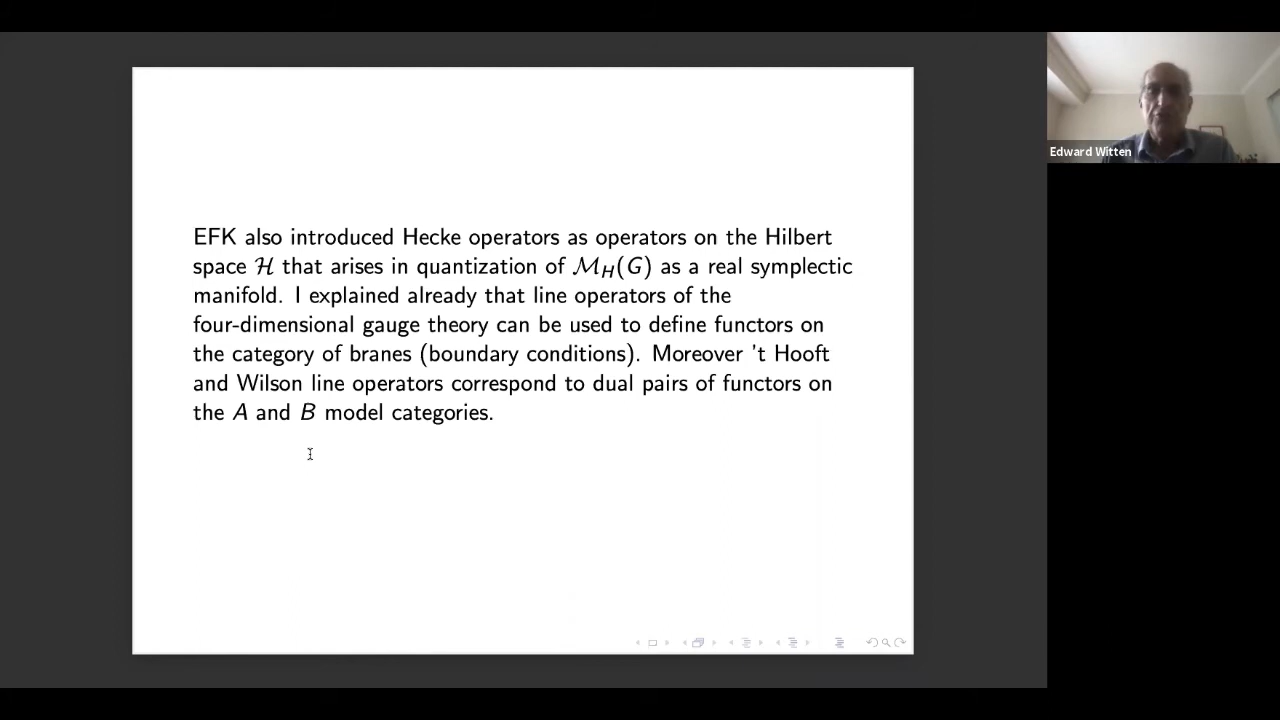 EFK also introduced Hecke operators as operators on the Hilbert
space ℋ that arises in quantization of ℳ_H(G) as a real symplectic
manifold. I explained already that line operators of the
four-dimensional gauge theory can be used to define functors on
the category of branes (boundary conditions). Moreover 't Hooft
and Wilson line operators correspond to dual pairs of functors on
the A and B model categories.
Edward Witten